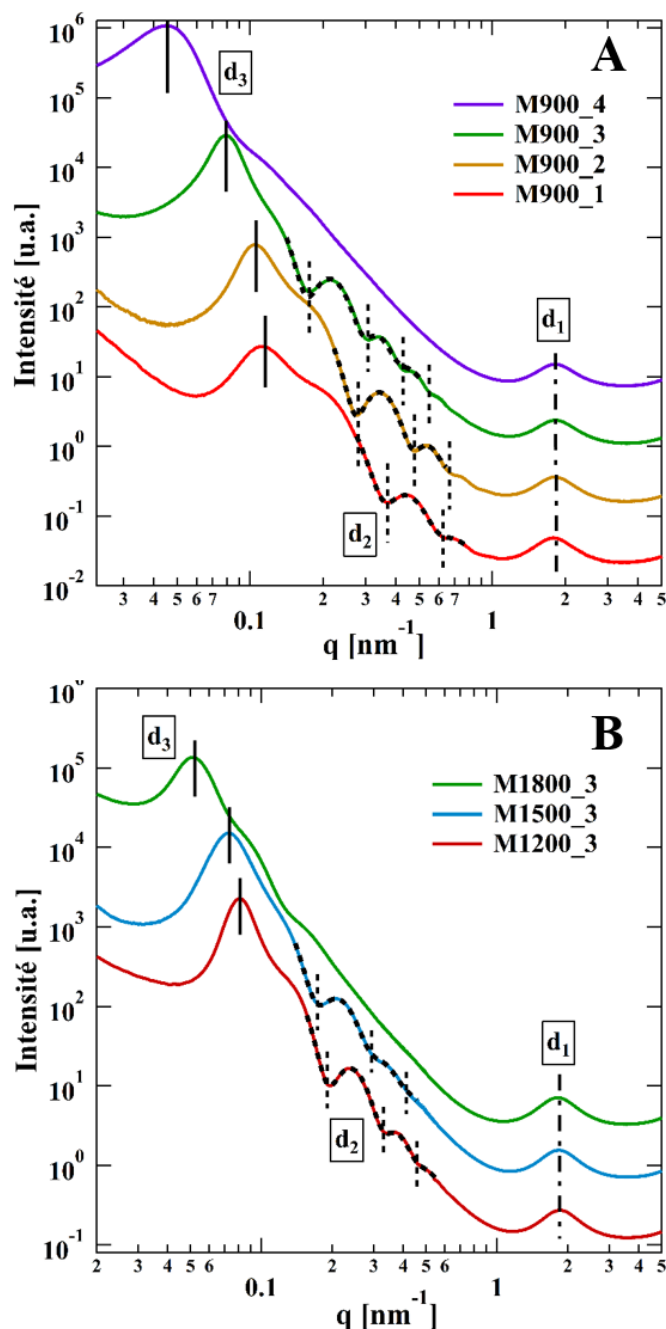 A
d3
M900_4
M900_3
M900_2
M900_1
d1
d2
Intensité [u.a.]
10^6
10^5
10^4
10^3
10^2
10^1
10^0
10^-1
10^-2
3 4 5 6 7 0.1 2 3 4 5 6 7 1 2 3 4 5
q [nm^-1]
B
d3
M1800_3
M1500_3
M1200_3
d1
d2
Intensité [u.a.]
10^6
10^5
10^4
10^3
10^2
10^1
10^0
10^-1
2 3 4 5 6 0.1 2 3 4 5 6 1 2 3 4 5
q [nm^-1]